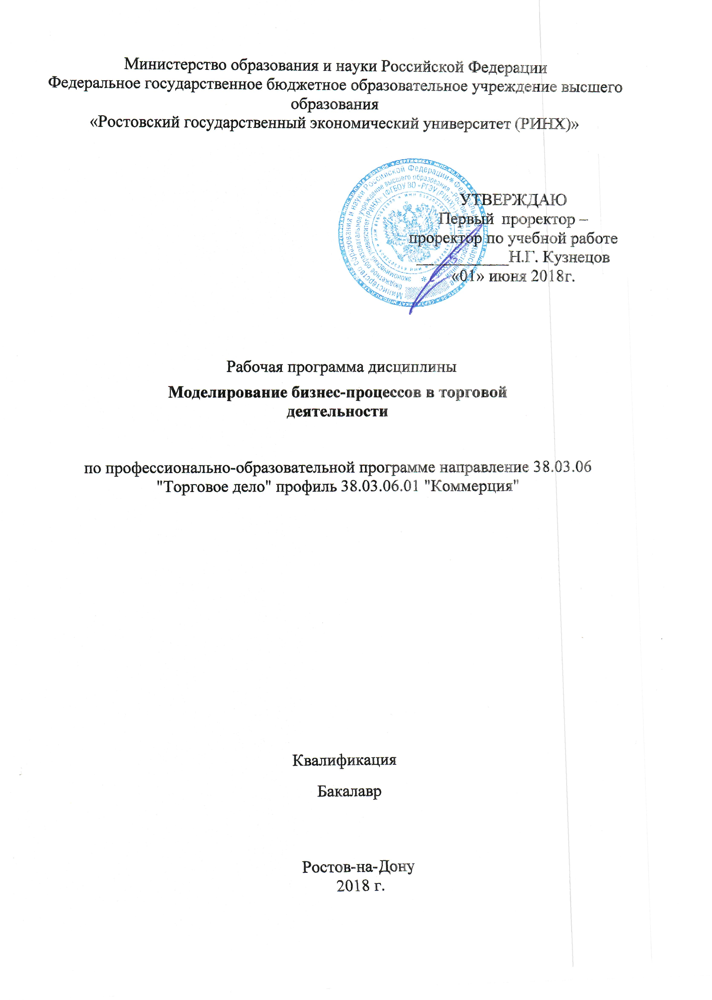 Министерство образования и науки Российской Федерации
Федеральное государственное бюджетное образовательное учреждение высшего
образования
«Ростовский государственный экономический университет (РИНХ)»
УТВЕРЖДАЮ
Первый проректор –
проректор по учебной работе
____________Н.Г. Кузнецов
«01» июня 2018г.
Рабочая программа дисциплины
Моделирование бизнес-процессов в торговой
деятельности
по профессионально-образовательной программе направление 38.03.06
"Торговое дело" профиль 38.03.06.01 "Коммерция"
Квалификация
Бакалавр
Ростов-на-Дону
2018 г.